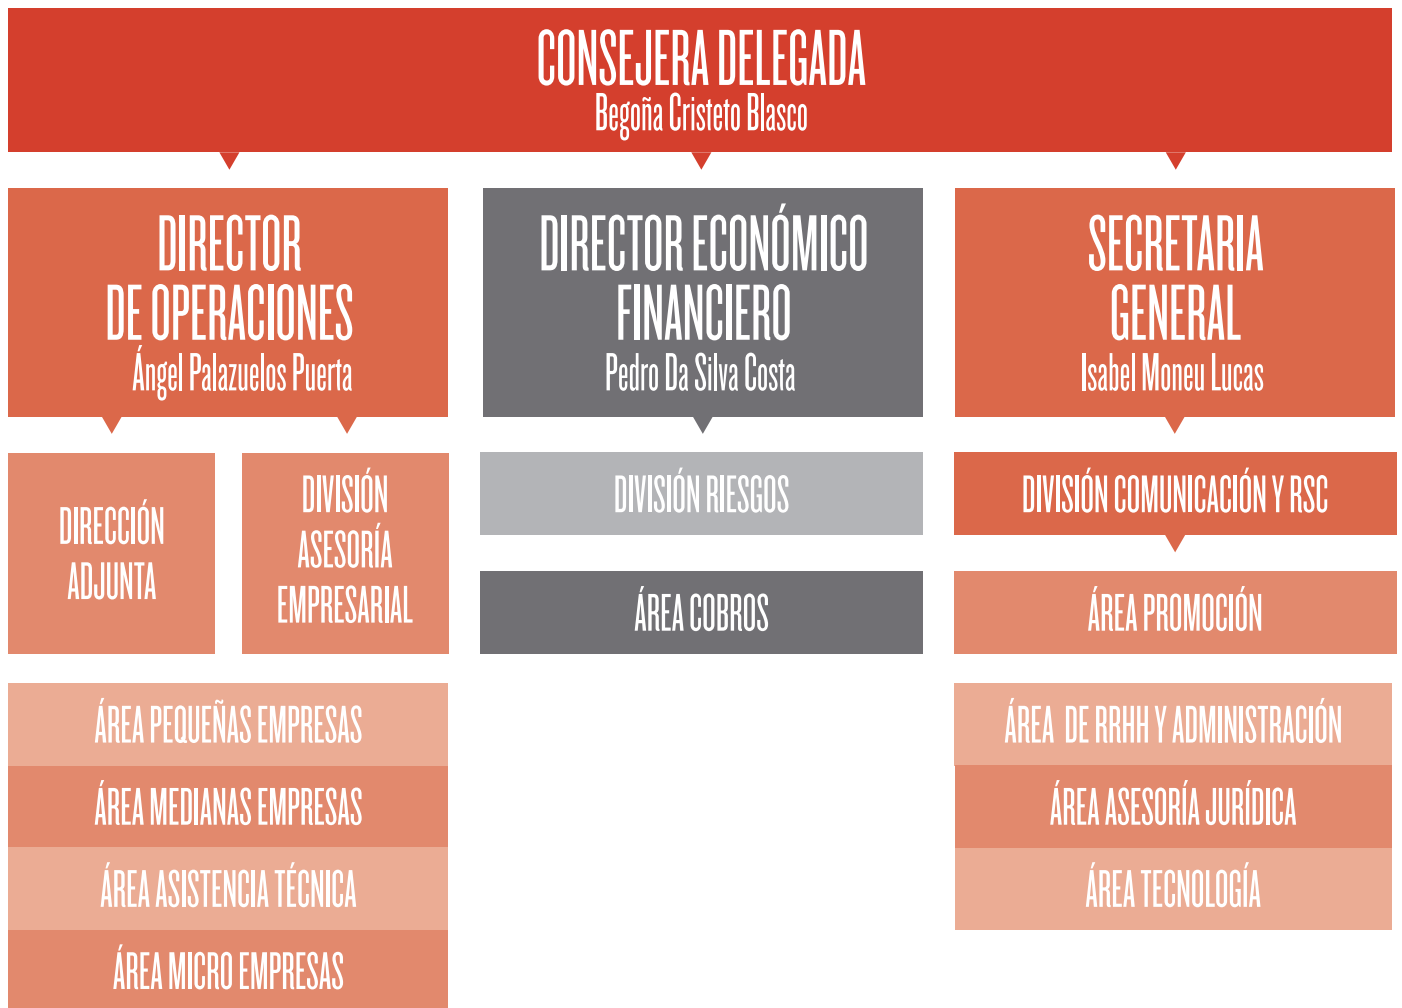 CONSEJERA DELEGADA
Begoña Cristeto Blasco
DIRECTOR
DE OPERACIONES
Ángel Palazuelos Puerta
DIRECTOR ECONÓMICO
FINANCIERO
Pedro Da Silva Costa
SECRETARIA
GENERAL
Isabel Moneu Lucas
DIRECCIÓN
ADJUNTA
DIVISIÓN
ASESORÍA
EMPRESARIAL
DIVISIÓN RIESGOS
DIVISIÓN COMUNICACIÓN Y RSC
ÁREA COBROS
ÁREA PROMOCIÓN
ÁREA PEQUEÑAS EMPRESAS
ÁREA MEDIANAS EMPRESAS
ÁREA ASISTENCIA TÉCNICA
ÁREA MICRO EMPRESAS
ÁREA DE RRHH Y ADMINISTRACIÓN
ÁREA ASESORÍA JURÍDICA
ÁREA TECNOLOGÍA